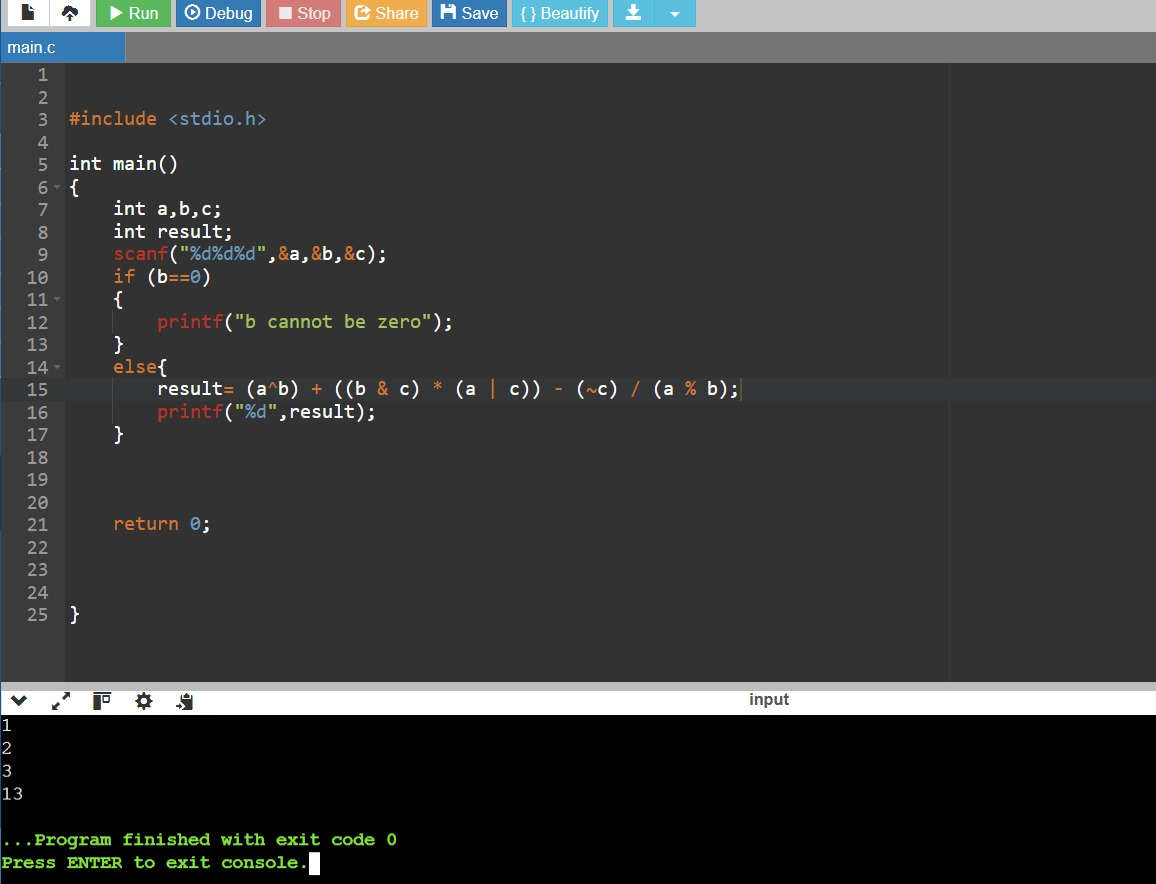 Run Debug Stop Share Save { } Beautify
main.c
1
2
3 #include <stdio.h>
4
5 int main()
6 {
7     int a,b,c;
8     int result;
9     scanf("%d%d%d",&a,&b,&c);
10     if (b==0)
11     {
12         printf("b cannot be zero");
13     }
14     else{
15         result= (a^b) + ((b & c) * (a | c)) - (~c) / (a % b);
16         printf("%d",result);
17     }
18
19
20
21     return 0;
22
23
24
25 }
input
1
2
3
13
...Program finished with exit code 0
Press ENTER to exit console.